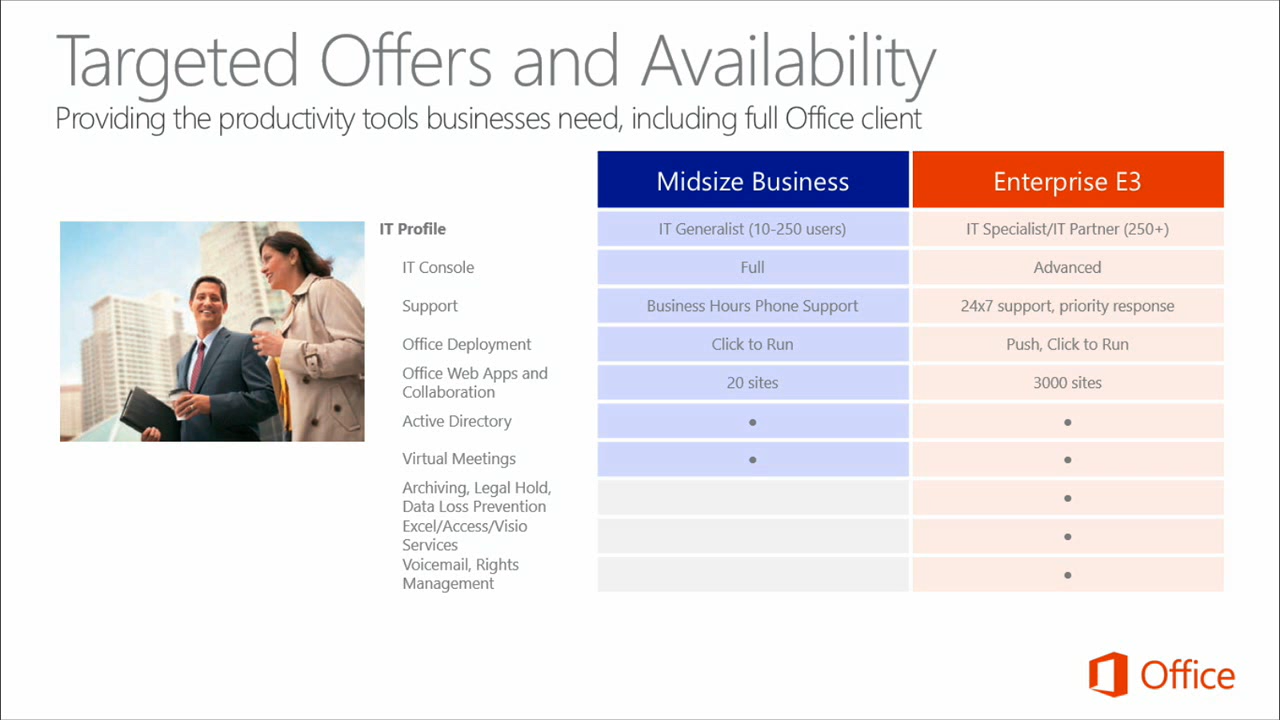 Targeted Offers and Availability
Providing the productivity tools businesses need, including full Office client
Midsize Business
Enterprise E3
IT Profile
IT Generalist (10-250 users)
IT Specialist/IT Partner (250+)
IT Console
Full
Advanced
Support
Business Hours Phone Support
24x7 support, priority response
Office Deployment
Click to Run
Push, Click to Run
Office Web Apps and
Collaboration
20 sites
3000 sites
Active Directory
•
•
Virtual Meetings
•
•
Archiving, Legal Hold,
Data Loss Prevention
•
Excel/Access/Visio
Services
•
Voicemail, Rights
Management
•
Office